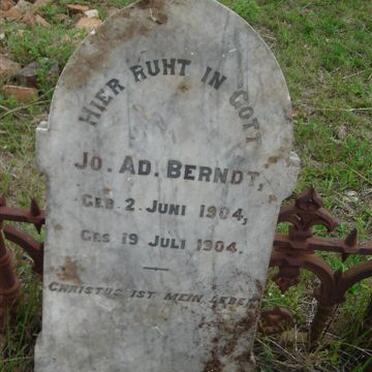 HIER RUHT IN GOTT
JO. AD. BERNDT,
GEB. 2. JUNI 1904,
GES 19 JULI 1904.
CHRISTUS IST MEIN LEBEN